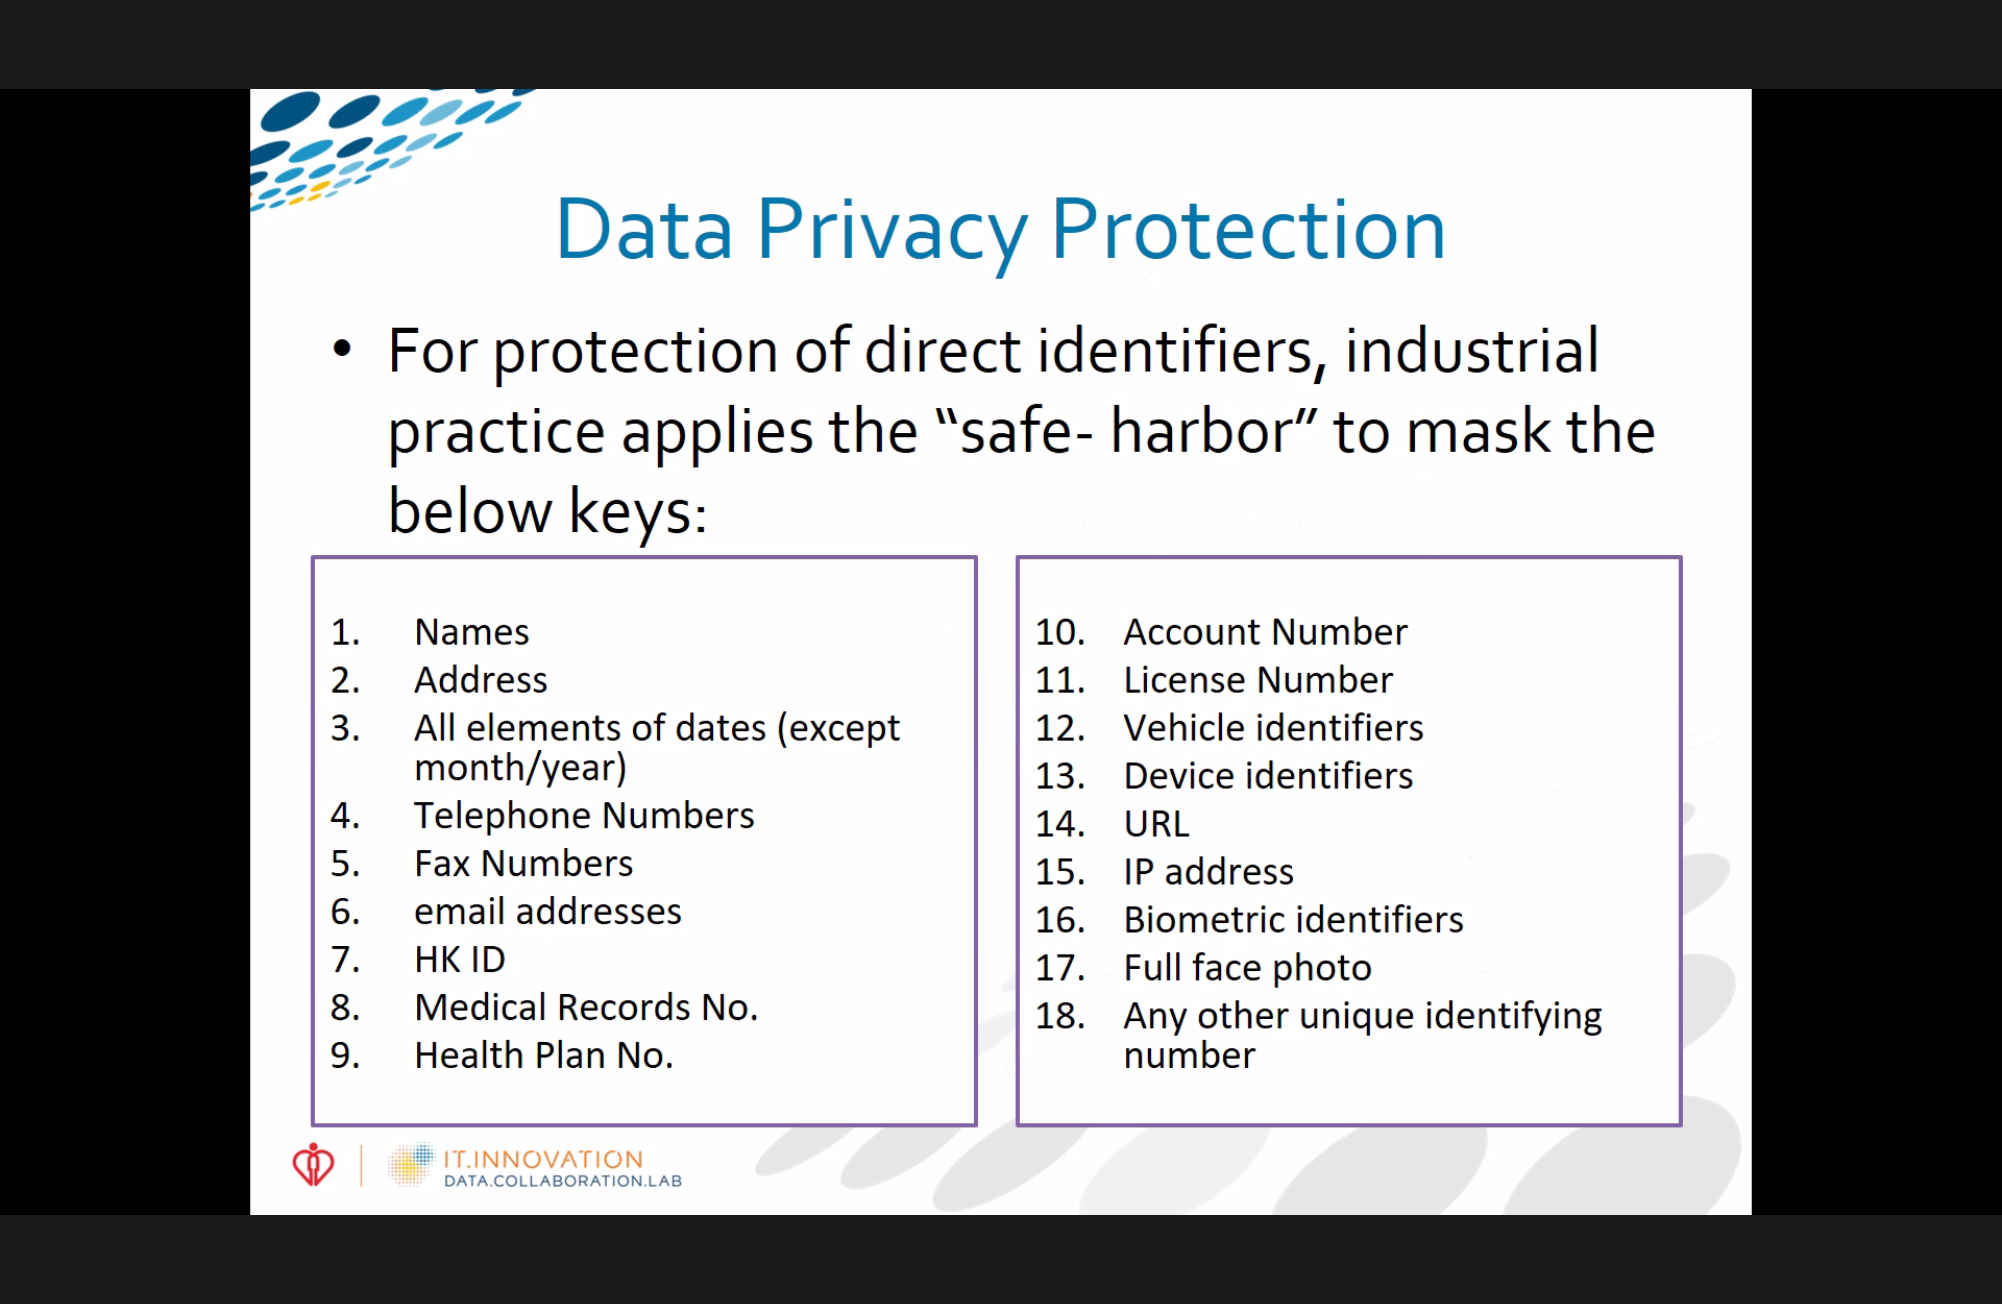 Data Privacy Protection
• For protection of direct identifiers, industrial
practice applies the “safe- harbor” to mask the
below keys:
1. Names
2. Address
3. All elements of dates (except
month/year)
4. Telephone Numbers
5. Fax Numbers
6. email addresses
7. HK ID
8. Medical Records No.
9. Health Plan No.
10. Account Number
11. License Number
12. Vehicle identifiers
13. Device identifiers
14. URL
15. IP address
16. Biometric identifiers
17. Full face photo
18. Any other unique identifying
number
IT.INNOVATION
DATA.COLLABORATION.LAB